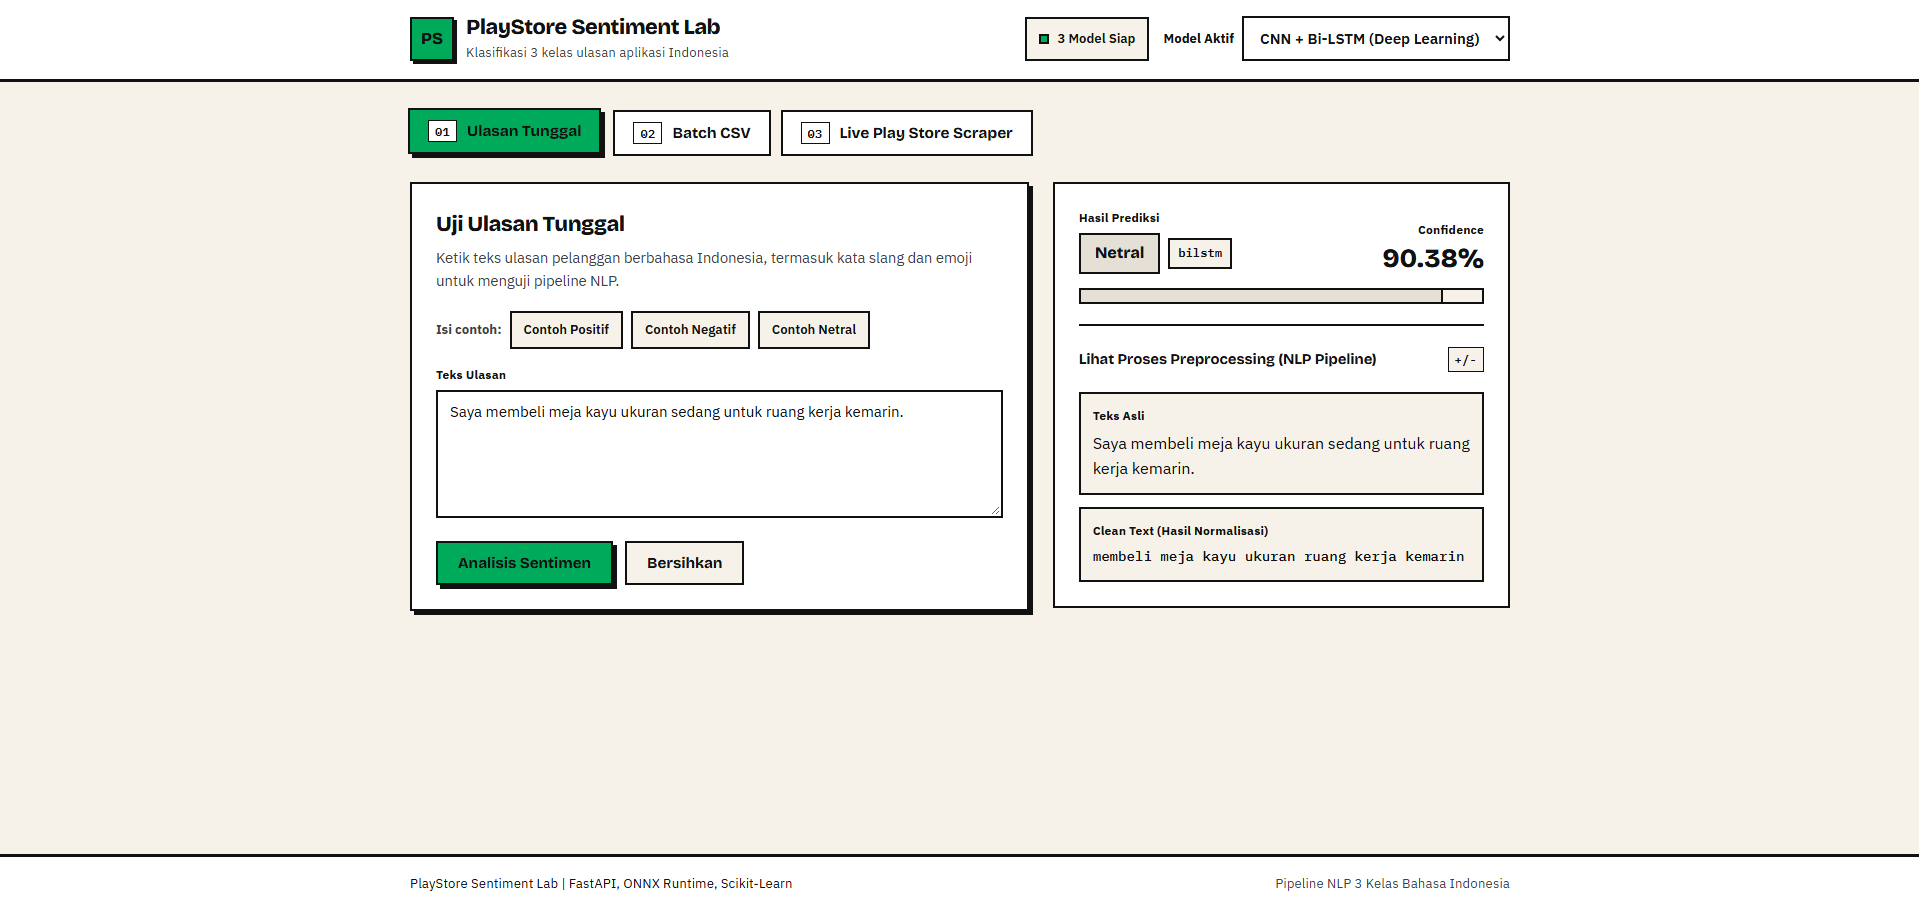 PS
PlayStore Sentiment Lab
Klasifikasi 3 kelas ulasan aplikasi Indonesia
3 Model Siap
Model Aktif
CNN + Bi-LSTM (Deep Learning)
01 Ulasan Tunggal
02 Batch CSV
03 Live Play Store Scraper
Uji Ulasan Tunggal
Ketik teks ulasan pelanggan berbahasa Indonesia, termasuk kata slang dan emoji
untuk menguji pipeline NLP.
Isi contoh:
Contoh Positif
Contoh Negatif
Contoh Netral
Teks Ulasan
Saya membeli meja kayu ukuran sedang untuk ruang kerja kemarin.
Analisis Sentimen
Bersihkan
Hasil Prediksi
Netral
bilstm
Confidence
90.38%
Lihat Proses Preprocessing (NLP Pipeline)
+/-
Teks Asli
Saya membeli meja kayu ukuran sedang untuk ruang
kerja kemarin.
Clean Text (Hasil Normalisasi)
membeli meja kayu ukuran ruang kerja kemarin
PlayStore Sentiment Lab | FastAPI, ONNX Runtime, Scikit-Learn
Pipeline NLP 3 Kelas Bahasa Indonesia